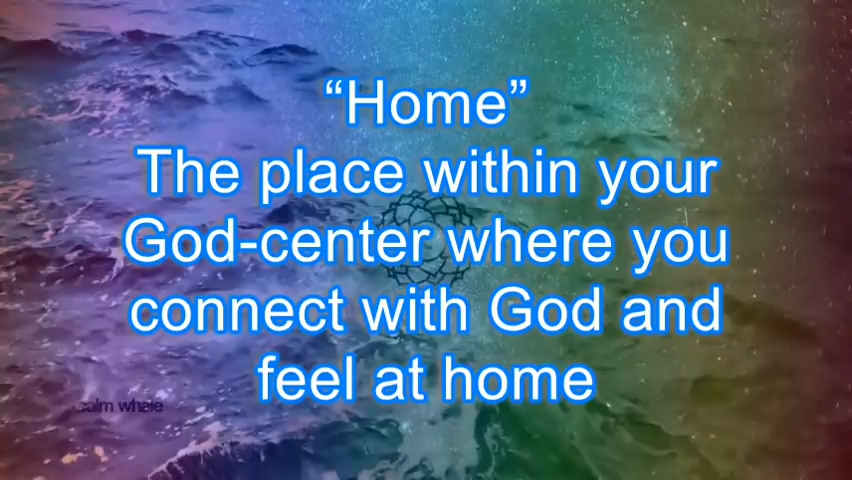 “Home”
The place within your
God-center where you
connect with God and
feel at home
calm whale